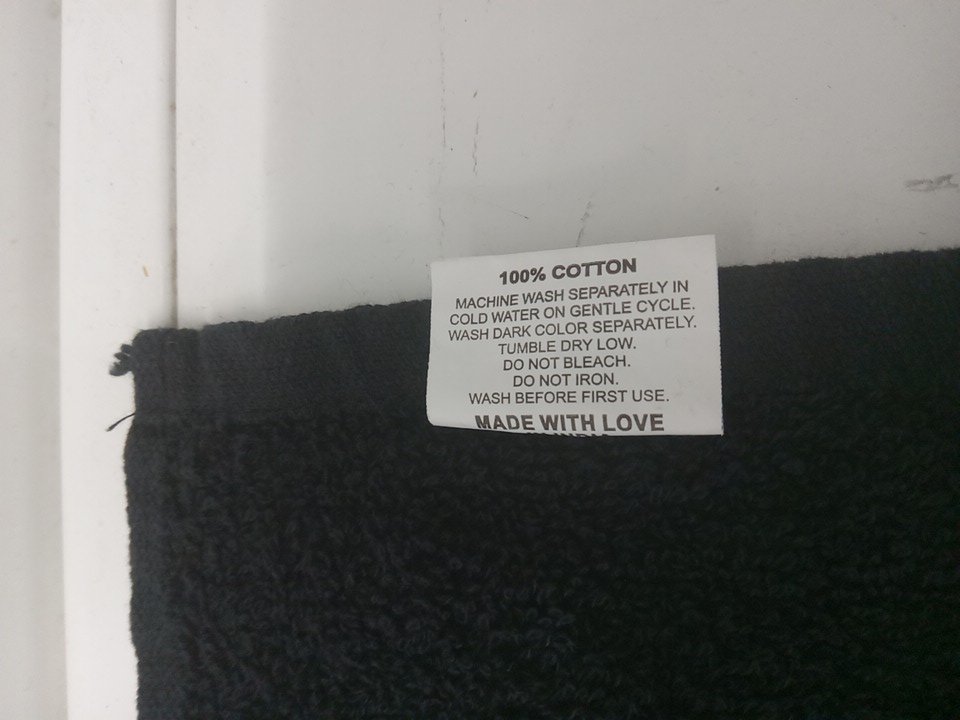 100% COTTON
MACHINE WASH SEPARATELY IN
COLD WATER ON GENTLE CYCLE.
WASH DARK COLOR SEPARATELY.
TUMBLE DRY LOW.
DO NOT BLEACH.
DO NOT IRON.
WASH BEFORE FIRST USE.
MADE WITH LOVE